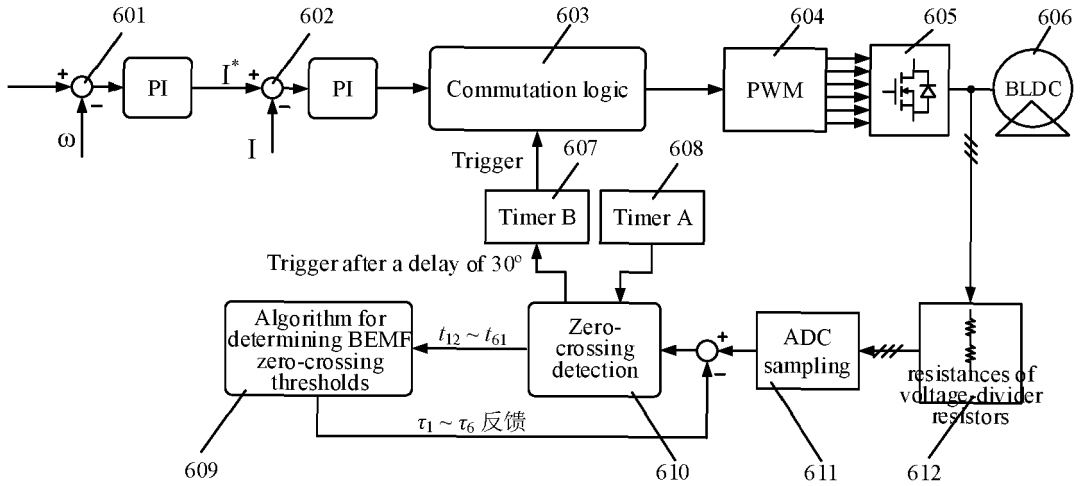 601
602
603
604
605
606
+
−
PI
I*
+
−
PI
Commutation logic
PWM
BLDC
ω
I
Trigger
607
608
Timer B
Timer A
Trigger after a delay of 30°
Algorithm for
determining BEMF
zero-crossing
thresholds
t12 ~ t61
Zero-
crossing
detection
+
−
ADC
sampling
resistances of
voltage-divider
resistors
τ1 ~ τ6 反馈
609
610
611
612